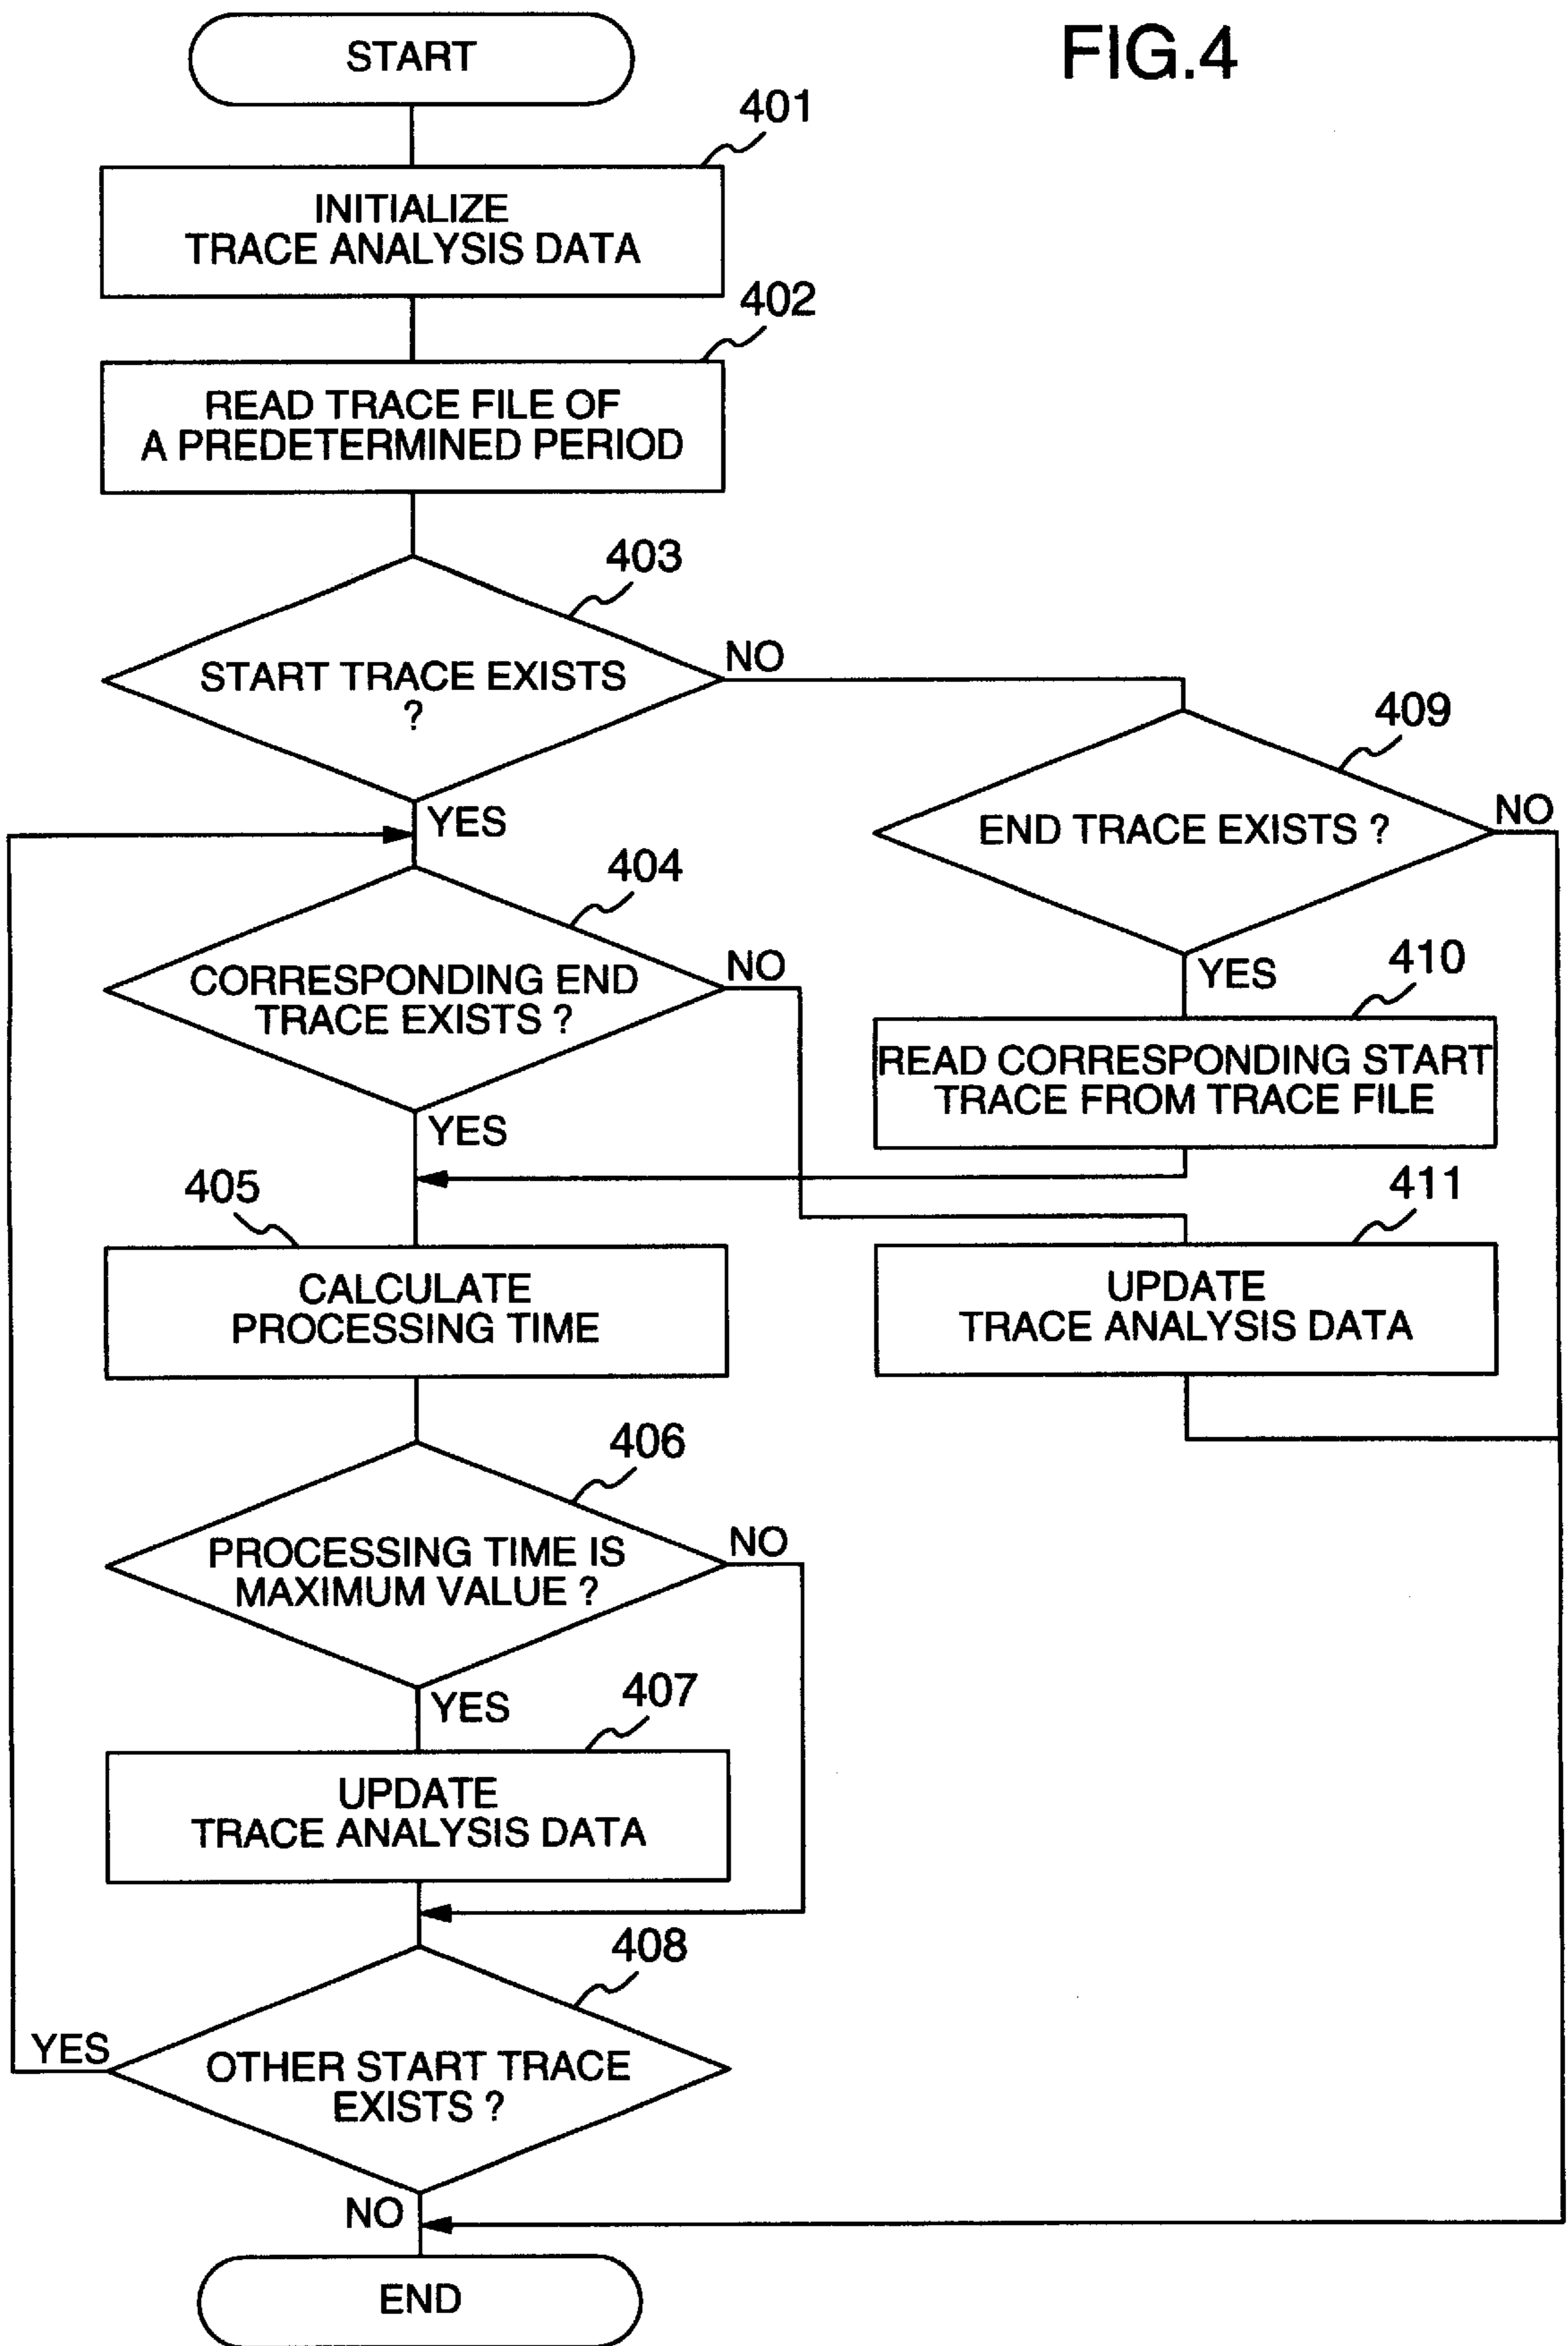 FIG.4
START
401
INITIALIZE
TRACE ANALYSIS DATA
402
READ TRACE FILE OF
A PREDETERMINED PERIOD
403
START TRACE EXISTS
?
NO
YES
409
END TRACE EXISTS ?
NO
YES
404
CORRESPONDING END
TRACE EXISTS ?
NO
YES
410
READ CORRESPONDING START
TRACE FROM TRACE FILE
405
CALCULATE
PROCESSING TIME
411
UPDATE
TRACE ANALYSIS DATA
406
PROCESSING TIME IS
MAXIMUM VALUE ?
NO
YES
407
UPDATE
TRACE ANALYSIS DATA
408
OTHER START TRACE
EXISTS ?
YES
NO
END